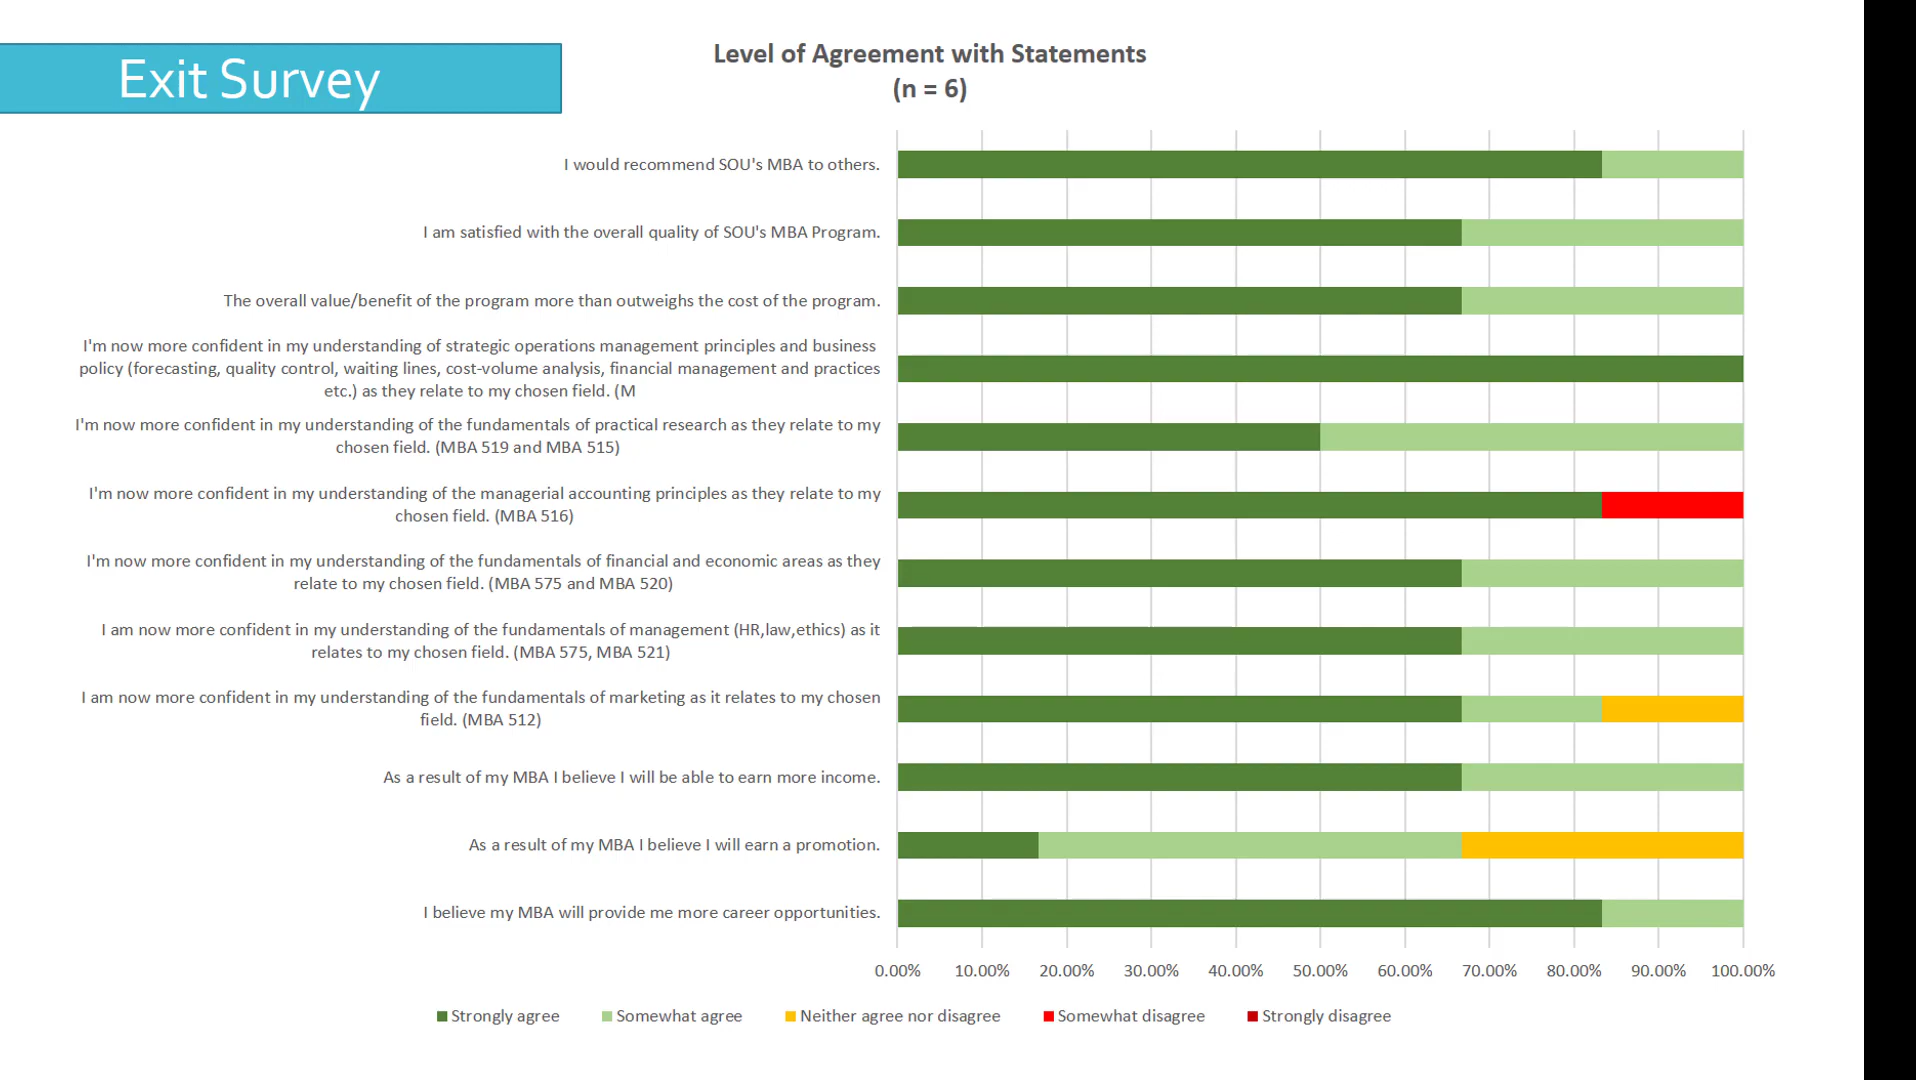 Exit Survey
Level of Agreement with Statements
(n = 6)
I would recommend SOU's MBA to others.
I am satisfied with the overall quality of SOU's MBA Program.
The overall value/benefit of the program more than outweighs the cost of the program.
I'm now more confident in my understanding of strategic operations management principles and business
policy (forecasting, quality control, waiting lines, cost-volume analysis, financial management and practices
etc.) as they relate to my chosen field. (M
I'm now more confident in my understanding of the fundamentals of practical research as they relate to my
chosen field. (MBA 519 and MBA 515)
I'm now more confident in my understanding of the managerial accounting principles as they relate to my
chosen field. (MBA 516)
I'm now more confident in my understanding of the fundamentals of financial and economic areas as they
relate to my chosen field. (MBA 575 and MBA 520)
I am now more confident in my understanding of the fundamentals of management (HR,law,ethics) as it
relates to my chosen field. (MBA 575, MBA 521)
I am now more confident in my understanding of the fundamentals of marketing as it relates to my chosen
field. (MBA 512)
As a result of my MBA I believe I will be able to earn more income.
As a result of my MBA I believe I will earn a promotion.
I believe my MBA will provide me more career opportunities.
0.00% 10.00% 20.00% 30.00% 40.00% 50.00% 60.00% 70.00% 80.00% 90.00% 100.00%
Strongly agree Somewhat agree Neither agree nor disagree Somewhat disagree Strongly disagree